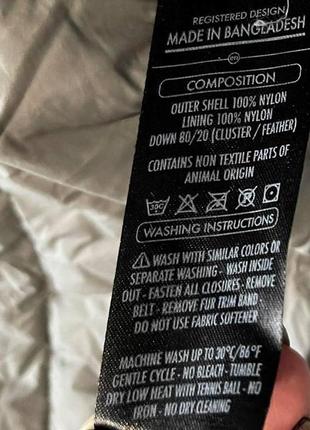 REGISTERED DESIGN
MADE IN BANGLADESH
en
COMPOSITION
OUTER SHELL 100% NYLON
LINING 100% NYLON
DOWN 80/20 (CLUSTER / FEATHER)
CONTAINS NON TEXTILE PARTS OF
ANIMAL ORIGIN
30C
WASHING INSTRUCTIONS
⚠ WASH WITH SIMILAR COLORS OR
SEPARATE WASHING - WASH INSIDE
OUT - FASTEN ALL CLOSURES - REMOVE
BELT - REMOVE FUR TRIM BAND
DO NOT USE FABRIC SOFTENER
MACHINE WASH UP TO 30°C/86°F
GENTLE CYCLE - NO BLEACH - TUMBLE
DRY LOW HEAT WITH TENNIS BALL - NO
IRON - NO DRY CLEANING